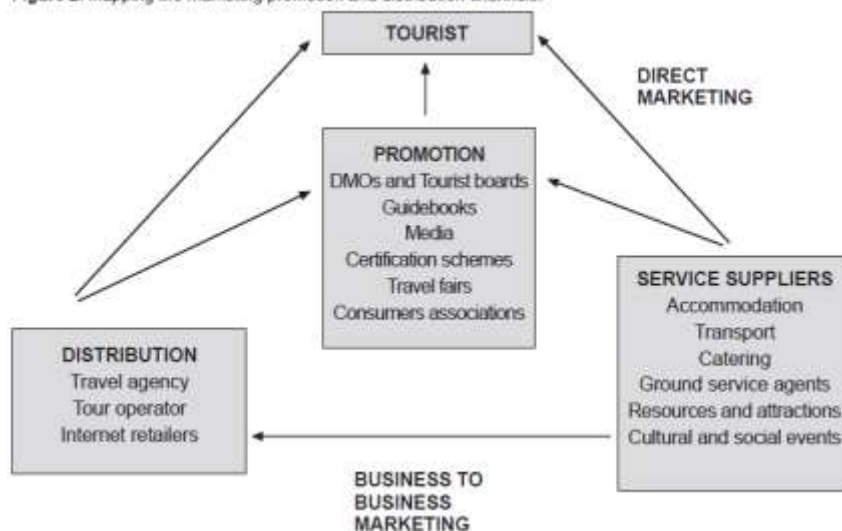 TOURIST
DIRECT
MARKETING
PROMOTION
DMOs and Tourist boards
Guidebooks
Media
Certification schemes
Travel fairs
Consumers associations
SERVICE SUPPLIERS
Accommodation
Transport
Catering
Ground service agents
Resources and attractions
Cultural and social events
DISTRIBUTION
Travel agency
Tour operator
Internet retailers
BUSINESS TO
BUSINESS
MARKETING